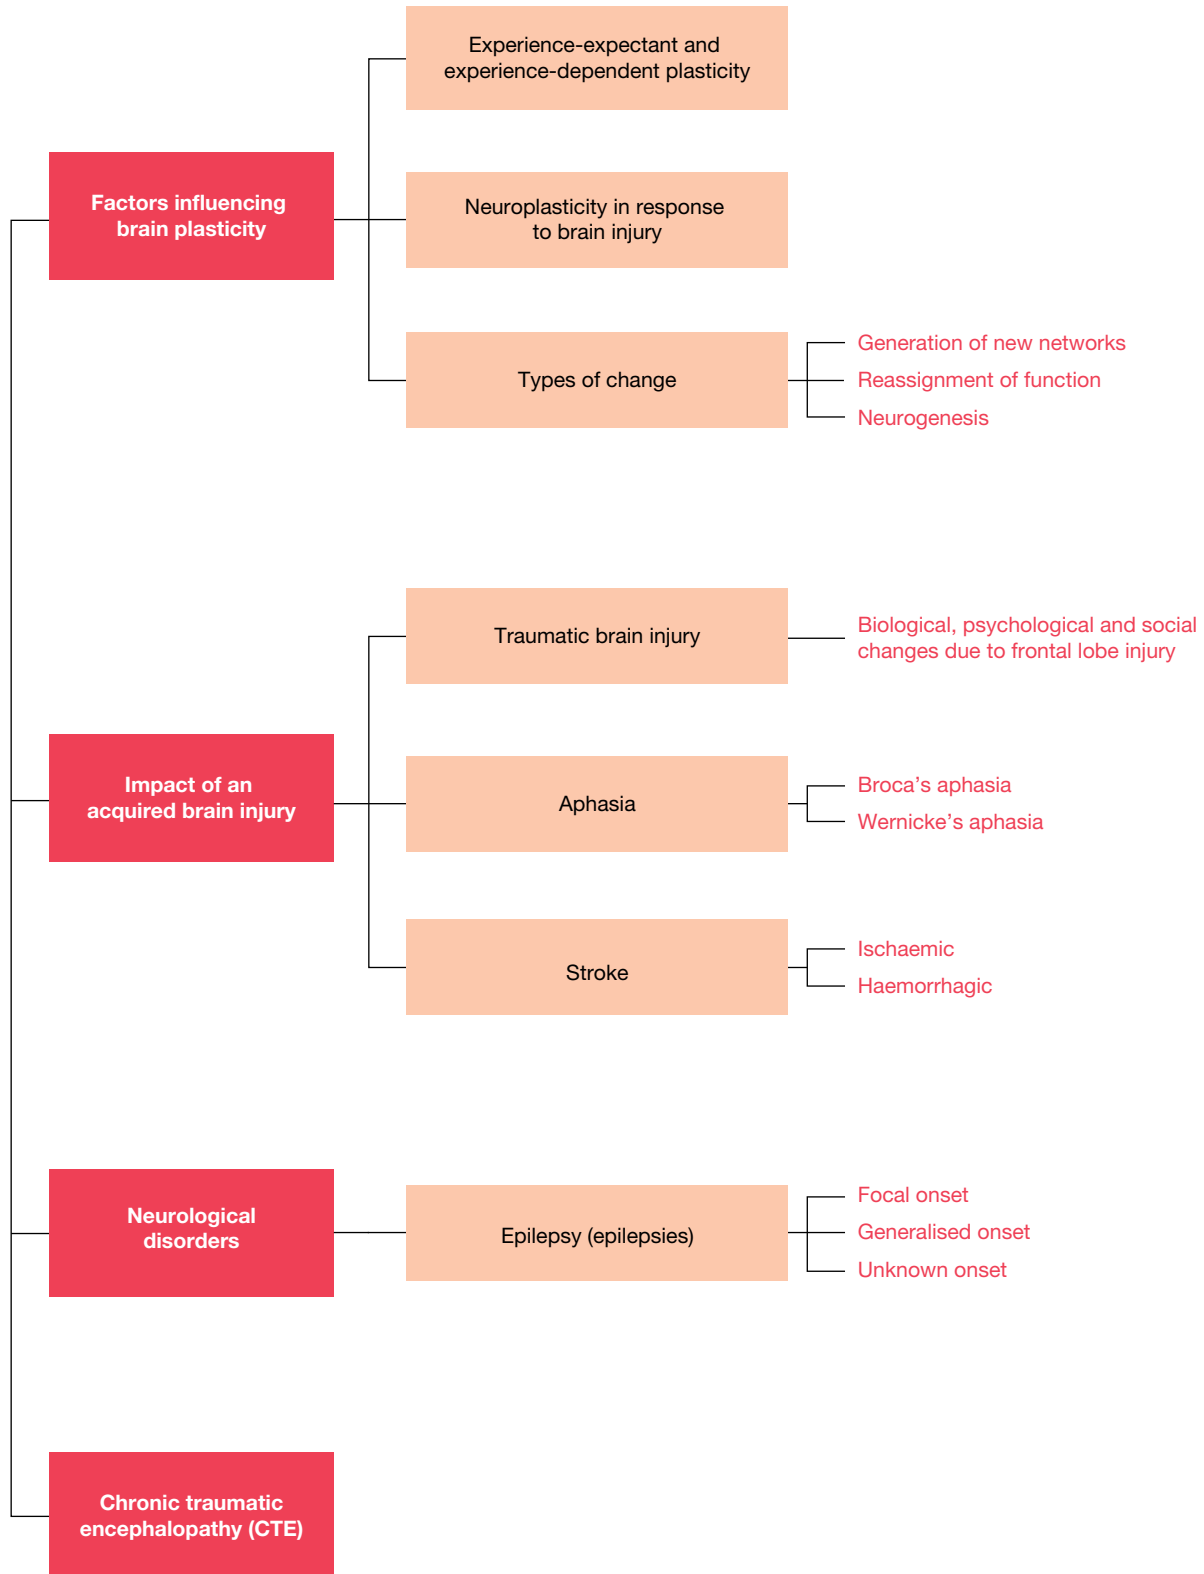 Experience-expectant and
experience-dependent plasticity
Factors influencing
brain plasticity
Neuroplasticity in response
to brain injury
Types of change
Generation of new networks
Reassignment of function
Neurogenesis
Traumatic brain injury
Biological, psychological and social
changes due to frontal lobe injury
Impact of an
acquired brain injury
Aphasia
Broca’s aphasia
Wernicke’s aphasia
Stroke
Ischaemic
Haemorrhagic
Neurological
disorders
Epilepsy (epilepsies)
Focal onset
Generalised onset
Unknown onset
Chronic traumatic
encephalopathy (CTE)